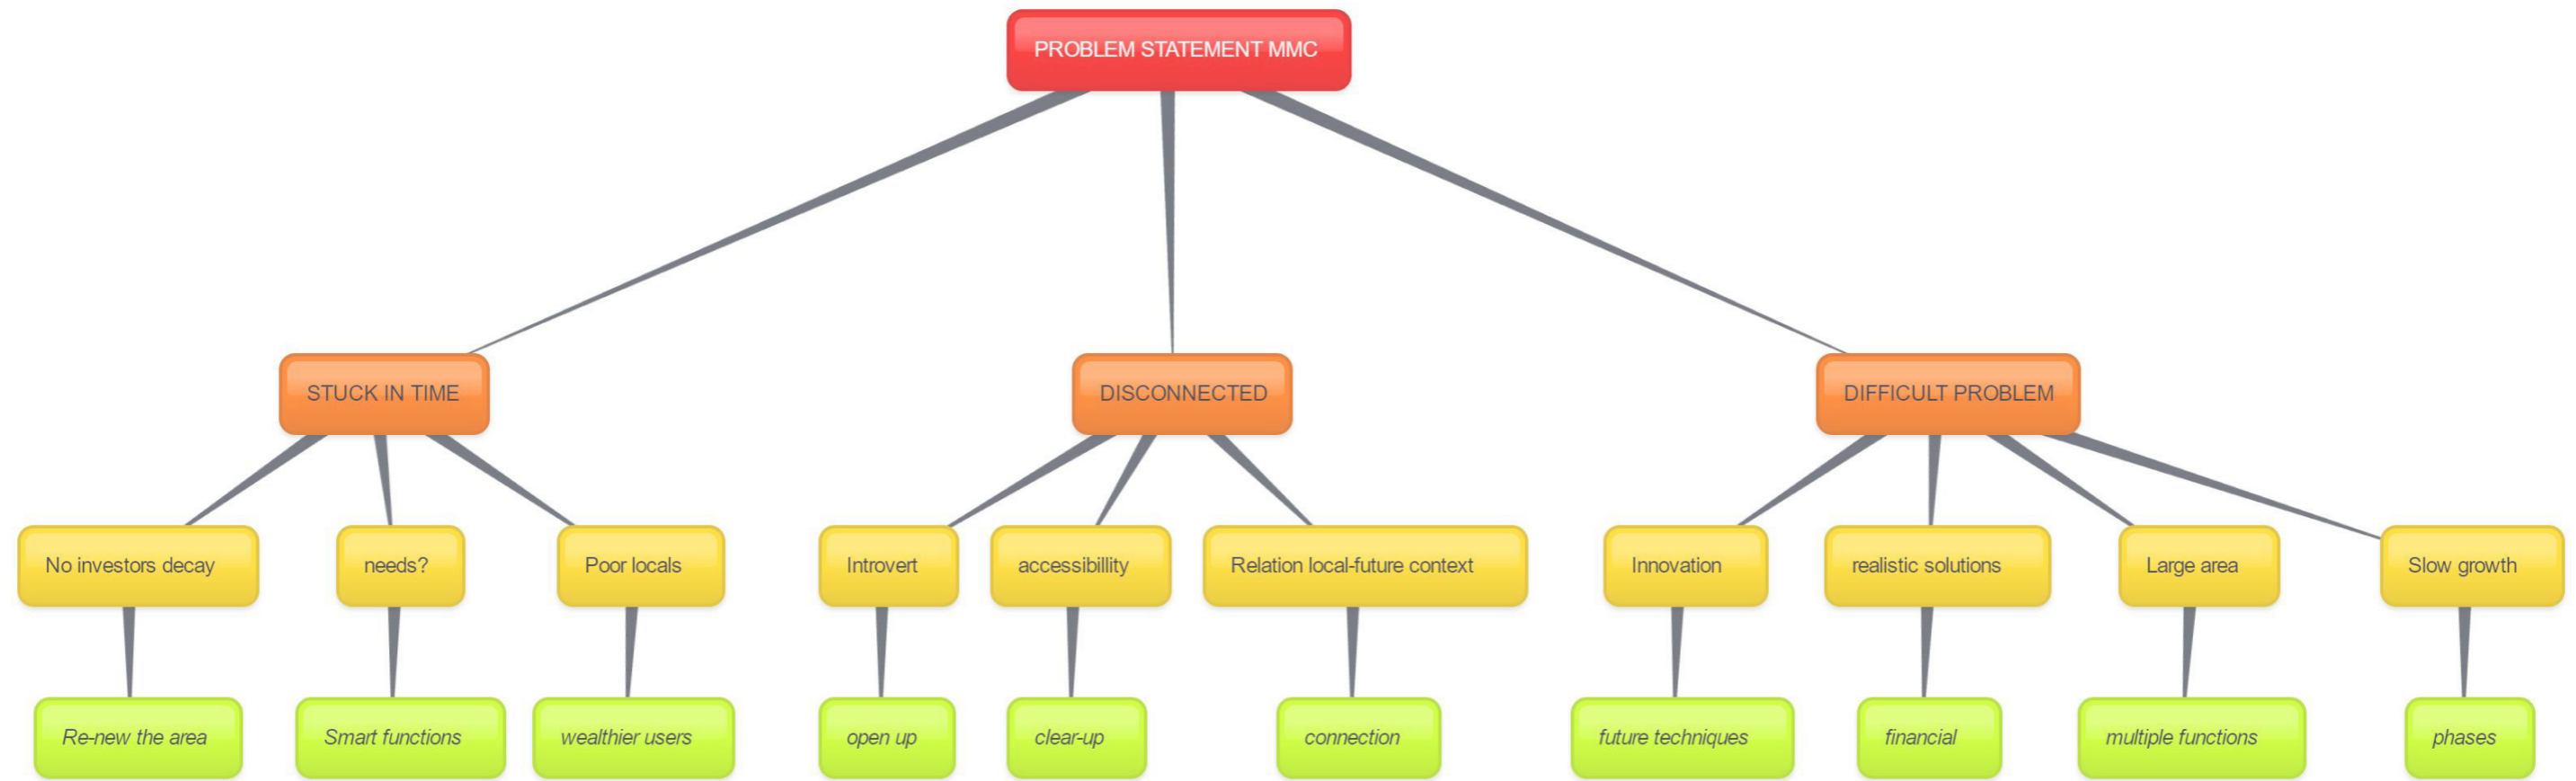 PROBLEM STATEMENT MMC
STUCK IN TIME
DISCONNECTED
DIFFICULT PROBLEM
No investors decay
needs?
Poor locals
Introvert
accessibillity
Relation local-future context
Innovation
realistic solutions
Large area
Slow growth
Re-new the area
Smart functions
wealthier users
open up
clear-up
connection
future techniques
financial
multiple functions
phases